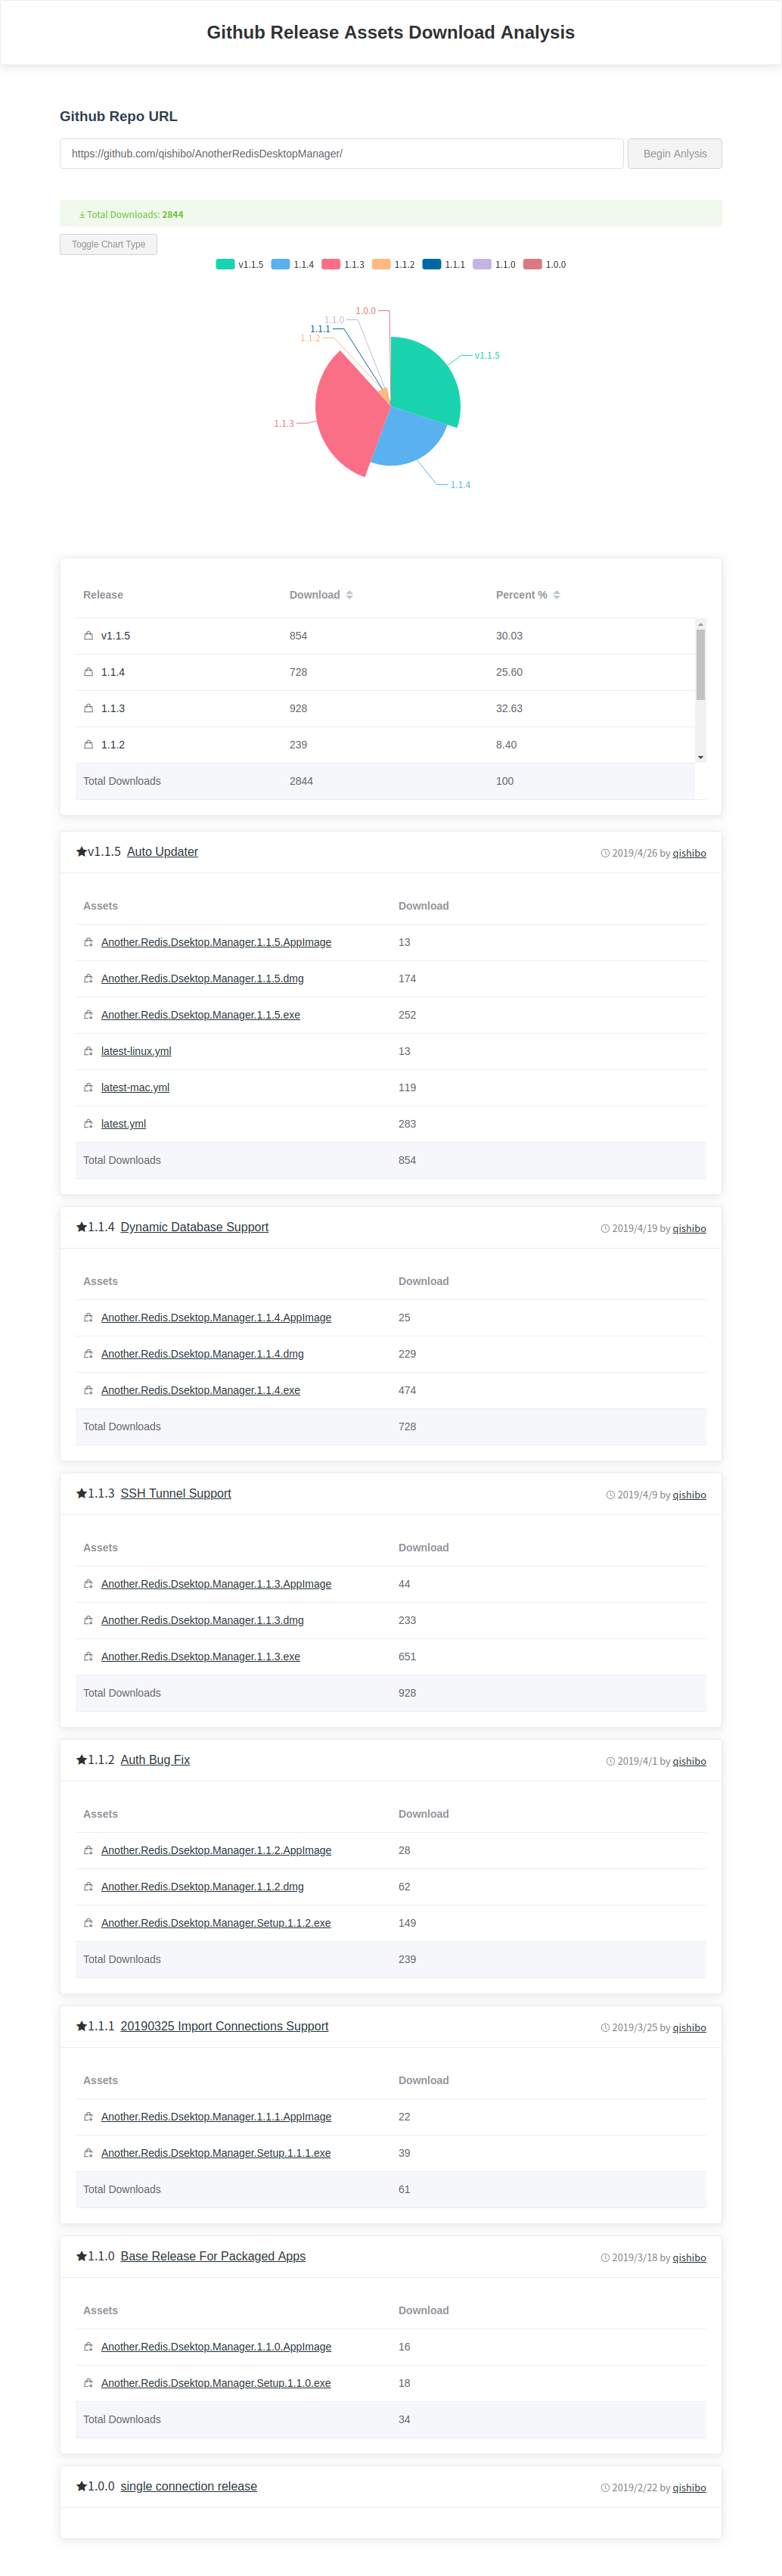 Github Release Assets Download Analysis
Github Repo URL
https://github.com/qishibo/AnotherRedisDesktopManager/ Begin Anlysis
Total Downloads: 2844
Toggle Chart Type
v1.1.5 1.1.4 1.1.3 1.1.2 1.1.1 1.1.0 1.0.0
1.0.0
1.1.0
1.1.1
1.1.2
v1.1.5
1.1.3
1.1.4
Release Download Percent %
v1.1.5 854 30.03
1.1.4 728 25.60
1.1.3 928 32.63
1.1.2 239 8.40
Total Downloads 2844 100
v1.1.5 Auto Updater 2019/4/26 by qishibo
Assets Download
Another.Redis.Dsektop.Manager.1.1.5.AppImage 13
Another.Redis.Dsektop.Manager.1.1.5.dmg 174
Another.Redis.Dsektop.Manager.1.1.5.exe 252
latest-linux.yml 13
latest-mac.yml 119
latest.yml 283
Total Downloads 854
1.1.4 Dynamic Database Support 2019/4/19 by qishibo
Assets Download
Another.Redis.Dsektop.Manager.1.1.4.AppImage 25
Another.Redis.Dsektop.Manager.1.1.4.dmg 229
Another.Redis.Dsektop.Manager.1.1.4.exe 474
Total Downloads 728
1.1.3 SSH Tunnel Support 2019/4/9 by qishibo
Assets Download
Another.Redis.Dsektop.Manager.1.1.3.AppImage 44
Another.Redis.Dsektop.Manager.1.1.3.dmg 233
Another.Redis.Dsektop.Manager.1.1.3.exe 651
Total Downloads 928
1.1.2 Auth Bug Fix 2019/4/1 by qishibo
Assets Download
Another.Redis.Dsektop.Manager.1.1.2.AppImage 28
Another.Redis.Dsektop.Manager.1.1.2.dmg 62
Another.Redis.Dsektop.Manager.Setup.1.1.2.exe 149
Total Downloads 239
1.1.1 20190325 Import Connections Support 2019/3/25 by qishibo
Assets Download
Another.Redis.Dsektop.Manager.1.1.1.AppImage 22
Another.Redis.Dsektop.Manager.Setup.1.1.1.exe 39
Total Downloads 61
1.1.0 Base Release For Packaged Apps 2019/3/18 by qishibo
Assets Download
Another.Redis.Dsektop.Manager.1.1.0.AppImage 16
Another.Redis.Dsektop.Manager.Setup.1.1.0.exe 18
Total Downloads 34
1.0.0 single connection release 2019/2/22 by qishibo